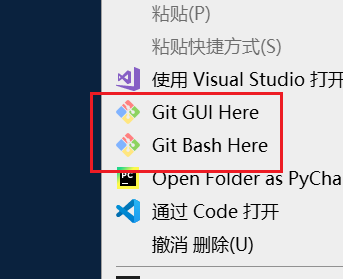 粘贴(P)
粘贴快捷方式(S)
使用 Visual Studio 打开
Git GUI Here
Git Bash Here
PC
Open Folder as PyCha
通过 Code 打开
撤消 删除(U)